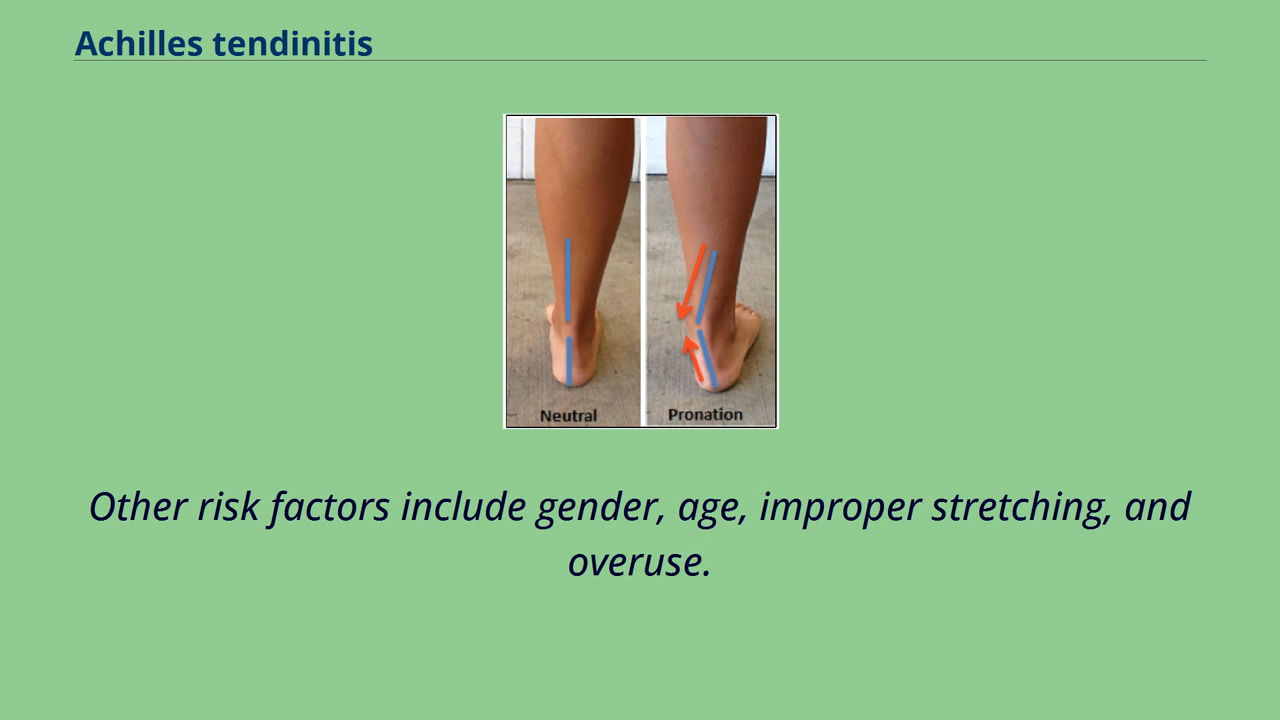 Achilles tendinitis
Neutral
Pronation
Other risk factors include gender, age, improper stretching, and
overuse.